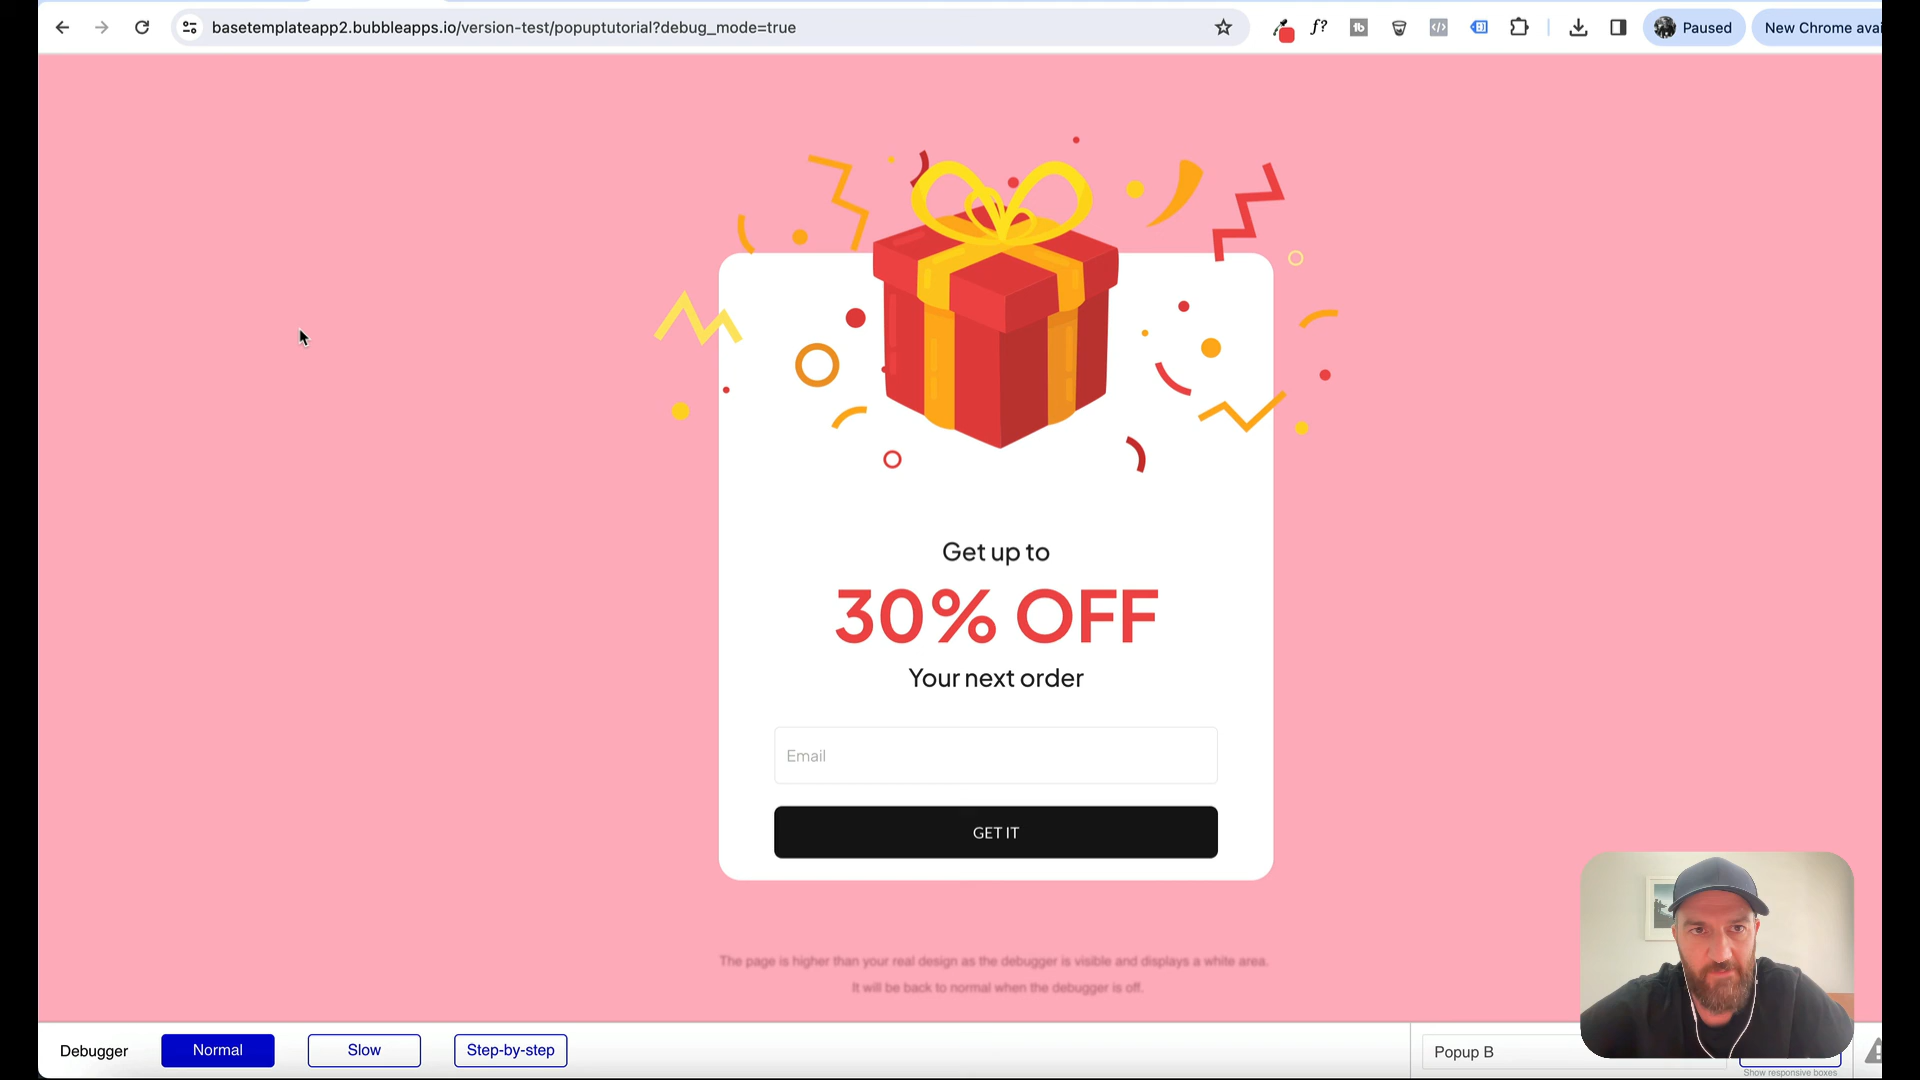 basetemplateapp2.bubbleapps.io/version-test/popuptutorial?debug_mode=true
f?
Paused
New Chrome avai
Get up to
30% OFF
Your next order
Email
GET IT
The page is higher than your real design as the debugger is visible and displays a white area.
It will be back to normal when the debugger is off.
Debugger
Normal
Slow
Step-by-step
Popup B
Show responsive boxes